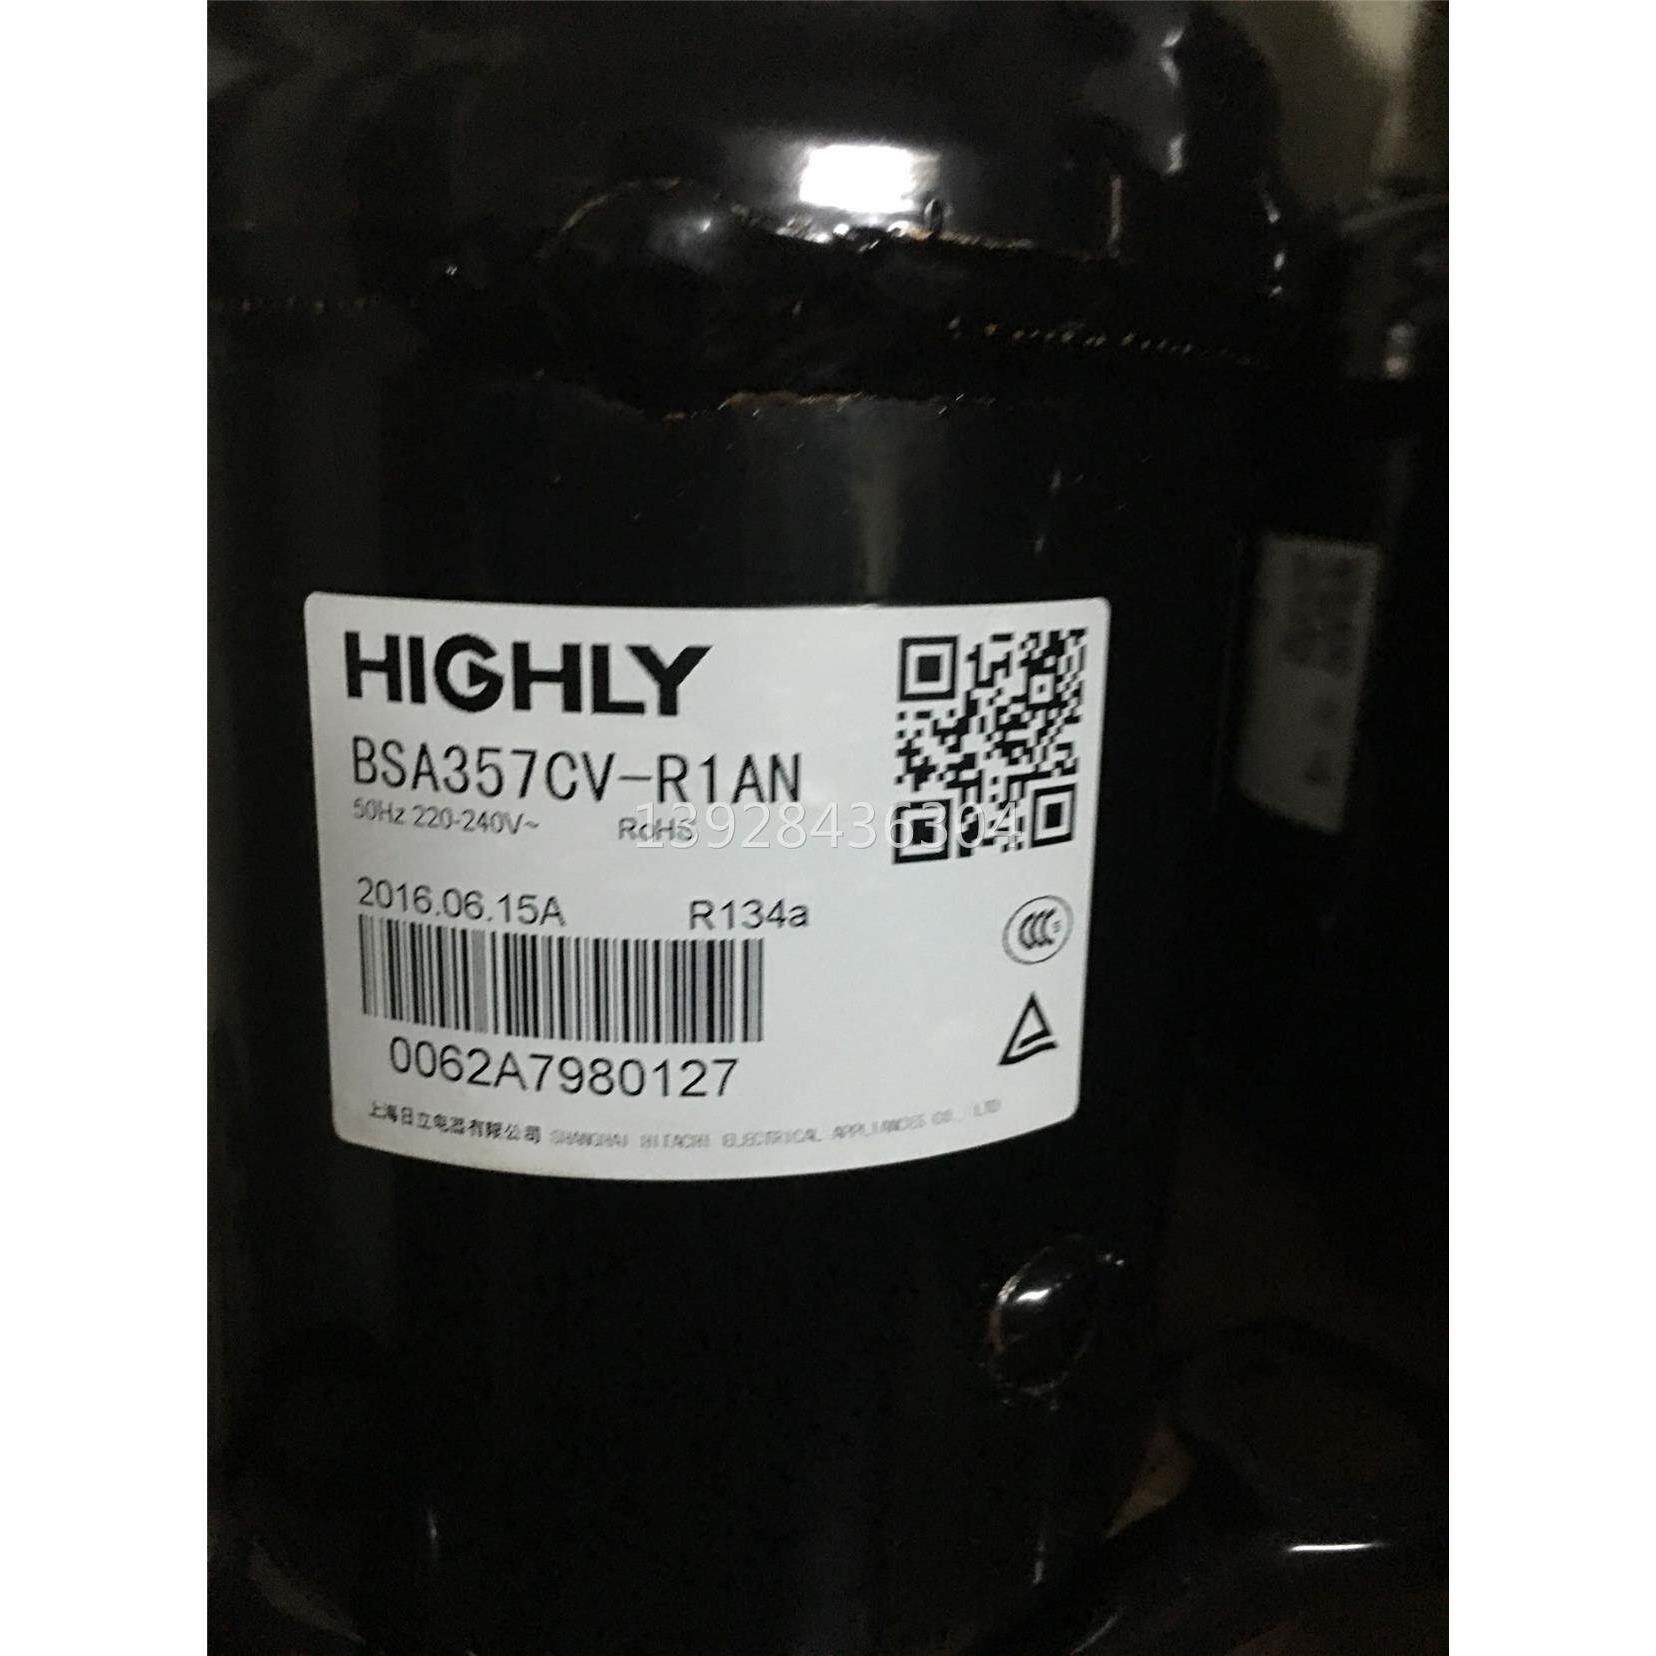 HIGHLY
BSA357CV-R1AN
50Hz 220-240V~ RoHS
13928436304
2016.06.15A R134a
CCC S
0062A7980127
上海日立电器有限公司 SHANGHAI HITACHI ELECTRICAL APPLIANCES CO., LTD